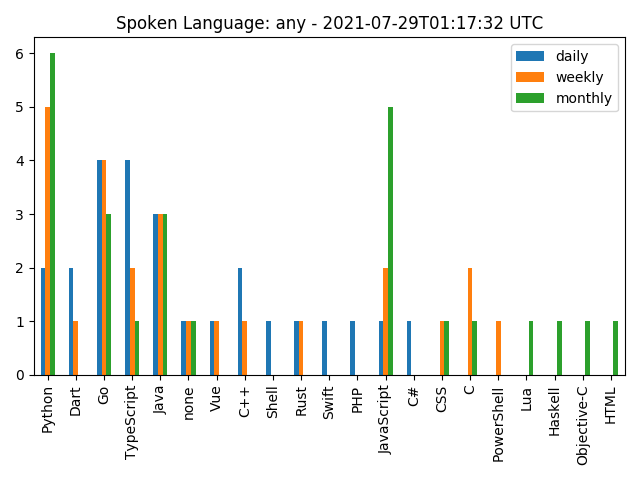 Spoken Language: any - 2021-07-29T01:17:32 UTC
daily
weekly
monthly
6
5
4
3
2
1
0
Python
Dart
Go
TypeScript
Java
none
Vue
C++
Shell
Rust
Swift
PHP
JavaScript
C#
CSS
C
PowerShell
Lua
Haskell
Objective-C
HTML